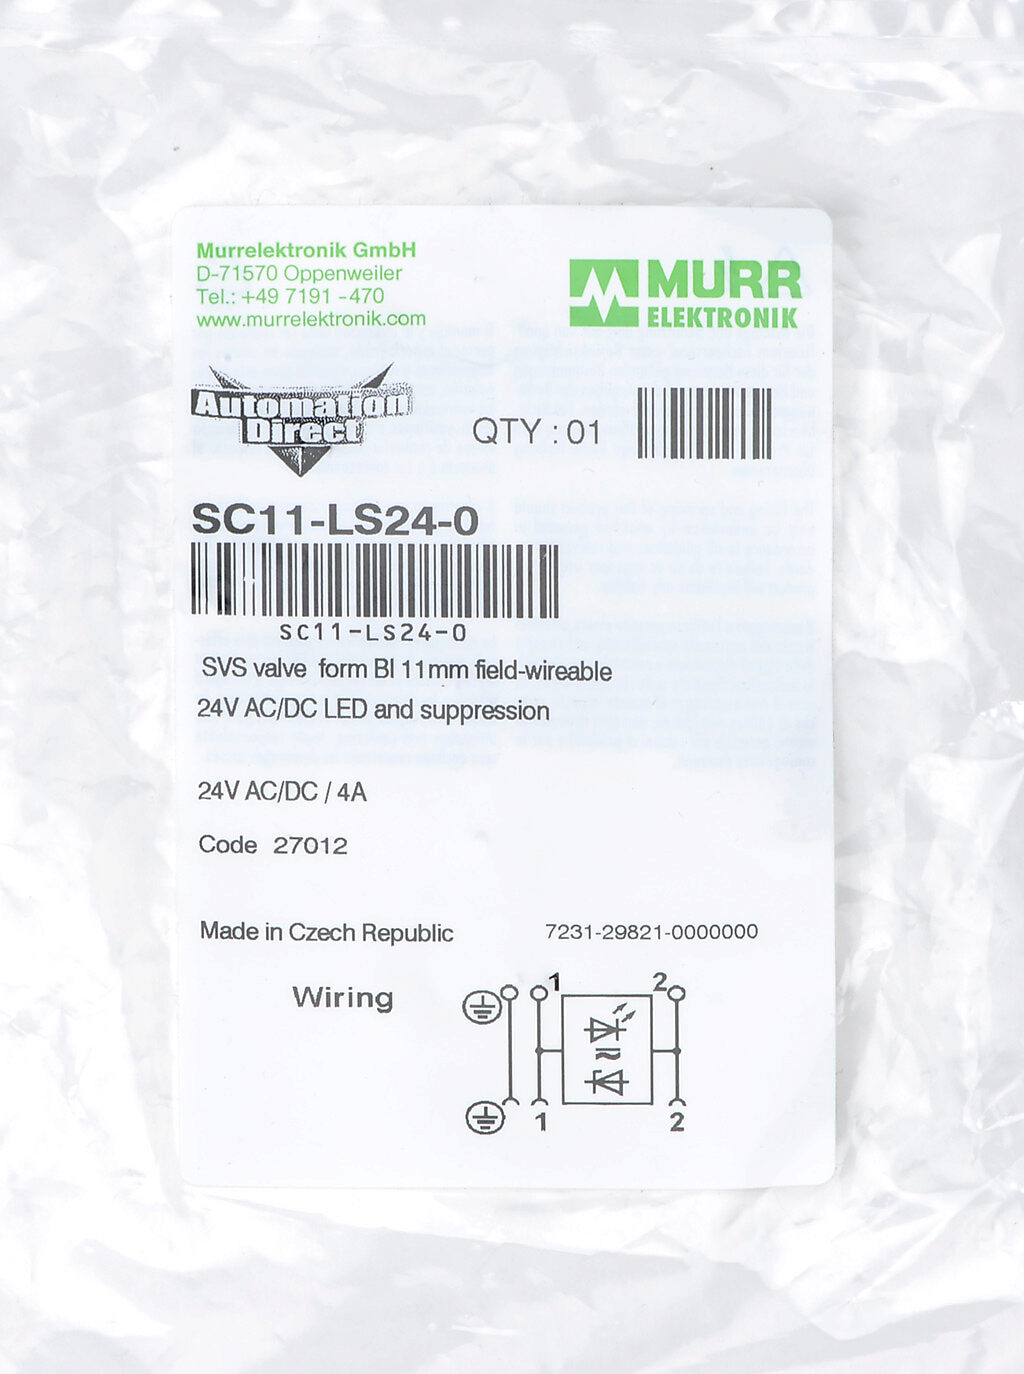 Murrelektronik GmbH
D-71570 Oppenweiler
Tel.: +49 7191 -470
www.murrelektronik.com
MURR
ELEKTRONIK
Automation
Direct
QTY : 01
SC11-LS24-0
SC11-LS24-0
SVS valve form BI 11mm field-wireable
24V AC/DC LED and suppression
24V AC/DC / 4A
Code 27012
Made in Czech Republic
7231-29821-0000000
Wiring
1
2
≈
1
2